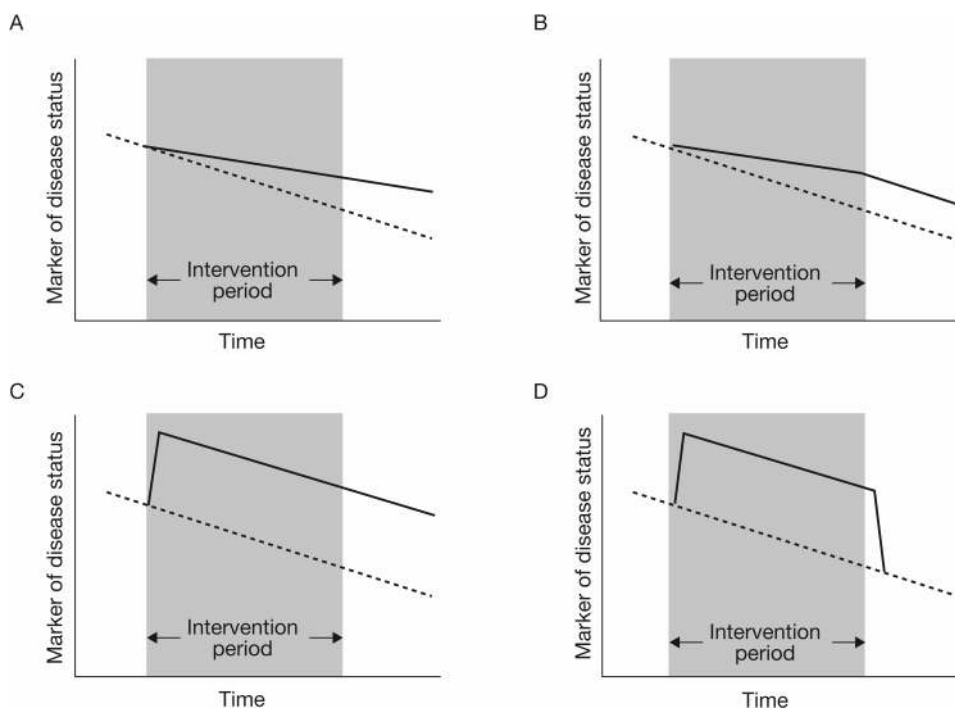 A
Marker of disease status
Intervention
period
Time
B
Marker of disease status
Intervention
period
Time
C
Marker of disease status
Intervention
period
Time
D
Marker of disease status
Intervention
period
Time